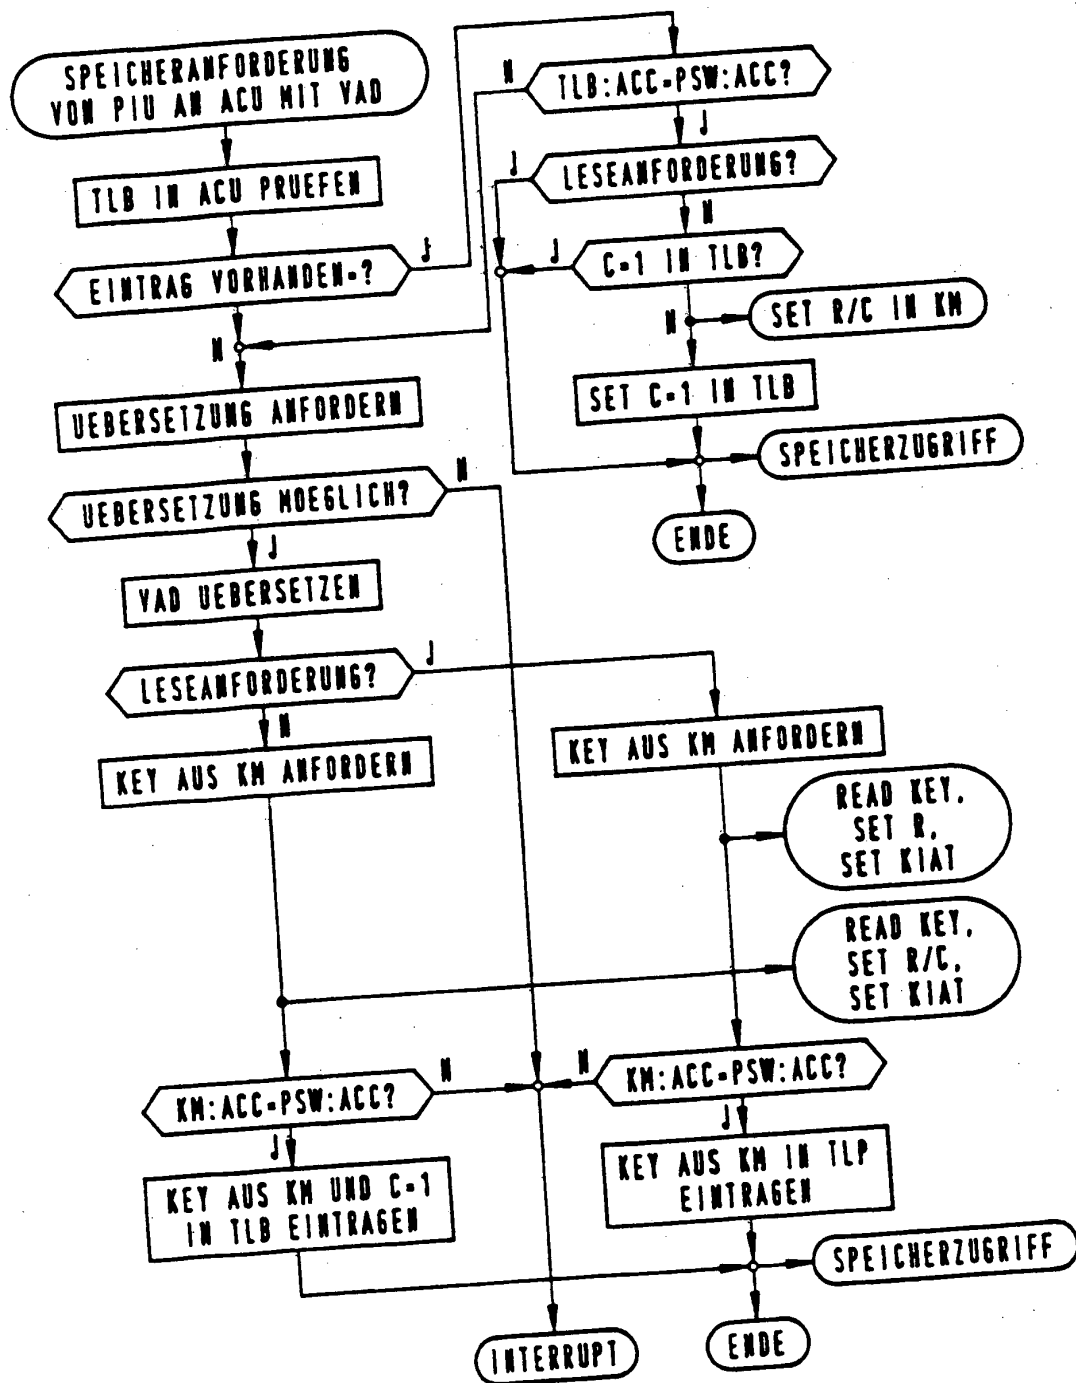 SPEICHERANFORDERUNG
VON PIU AN ACU MIT VAD
TLB IN ACU PRUEFEN
EINTRAG VORHANDEN=?
J
N
UEBERSETZUNG ANFORDERN
UEBERSETZUNG MOEGLICH?
N
J
VAD UEBERSETZEN
LESEANFORDERUNG?
J
N
KEY AUS KM ANFORDERN
KM:ACC=PSW:ACC?
N
J
KEY AUS KM UND C=1
IN TLB EINTRAGEN
N
TLB:ACC=PSW:ACC?
J
J
LESEANFORDERUNG?
N
J
C=1 IN TLB?
N
SET R/C IN KM
SET C=1 IN TLB
SPEICHERZUGRIFF
ENDE
KEY AUS KM ANFORDERN
READ KEY,
SET R,
SET KIAT
READ KEY,
SET R/C,
SET KIAT
N
KM:ACC=PSW:ACC?
J
KEY AUS KM IN TLP
EINTRAGEN
SPEICHERZUGRIFF
INTERRUPT
ENDE